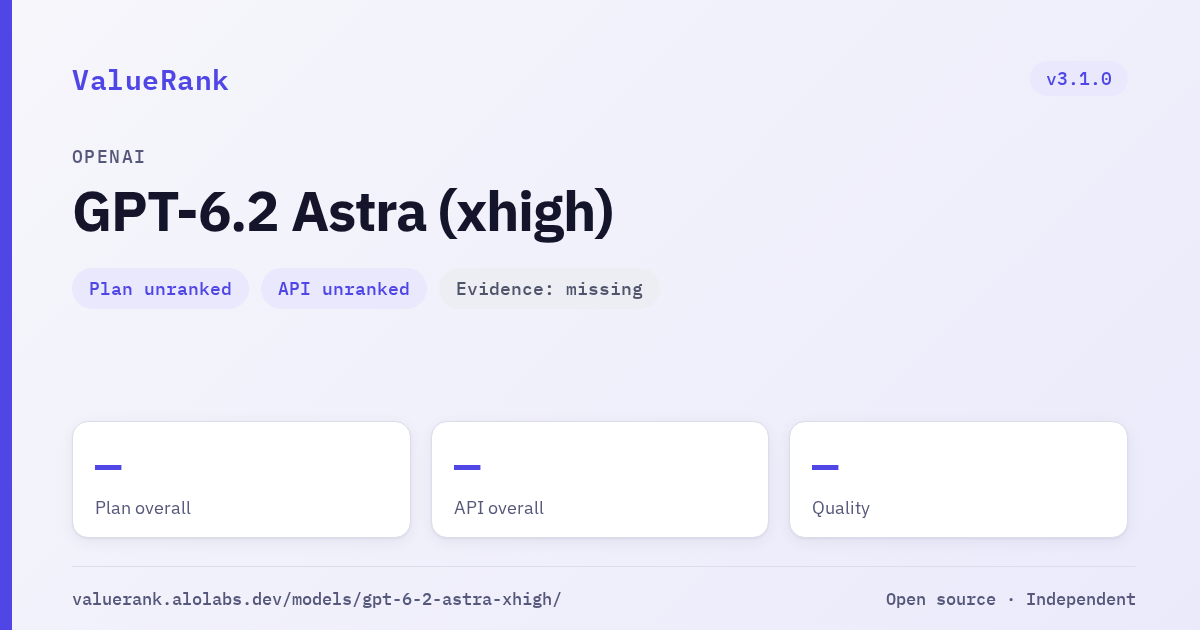 ValueRank
v3.1.0
OPENAI
GPT-6.2 Astra (xhigh)
Plan unranked
API unranked
Evidence: missing
—
Plan overall
—
API overall
—
Quality
valuerank.alolabs.dev/models/gpt-6-2-astra-xhigh/
Open source · Independent